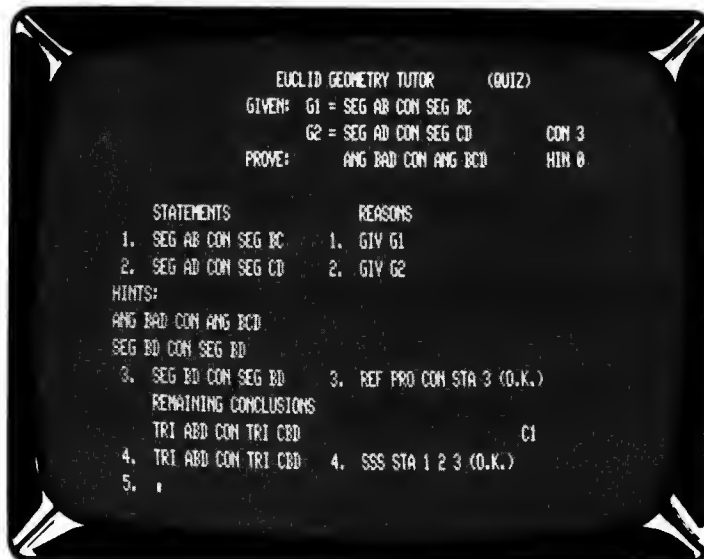 EUCLID GEOMETRY TUTOR (QUIZ)
GIVEN: G1 = SEG AB CON SEG BC
G2 = SEG AD CON SEG CD CON 3
PROVE: ANG BAD CON ANG BCD HIN 0
STATEMENTS REASONS
1. SEG AB CON SEG BC 1. GIV G1
2. SEG AD CON SEG CD 2. GIV G2
HINTS:
ANG BAD CON ANG BCD
SEG BD CON SEG BD
3. SEG BD CON SEG BD 3. REF PRO CON STA 3 (O.K.)
REMAINING CONCLUSIONS
TRI ABD CON TRI CBD C1
4. TRI ABD CON TRI CBD 4. SSS STA 1 2 3 (O.K.)
5.